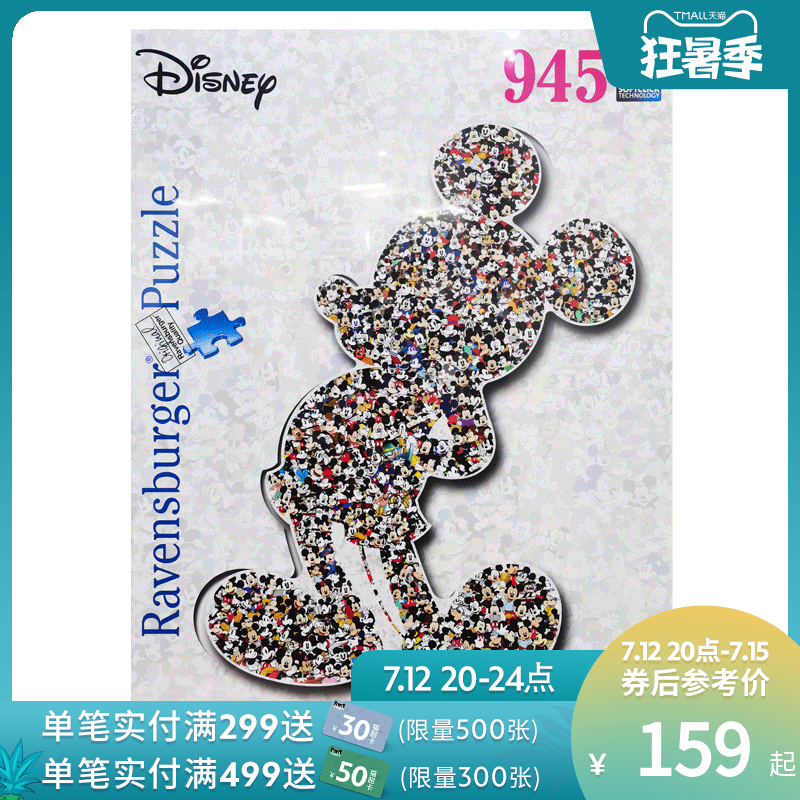 TMALL天猫
狂暑季
Disney
945
SOFTCLICK
TECHNOLOGY
Ravensburger® Puzzle
Original
Ravensburger
Quality
7.12 20-24点
单笔实付满299送 ¥30 (限量500张)
单笔实付满499送 ¥50 (限量300张)
7.12 20点-7.15
券后参考价
¥ 159 起